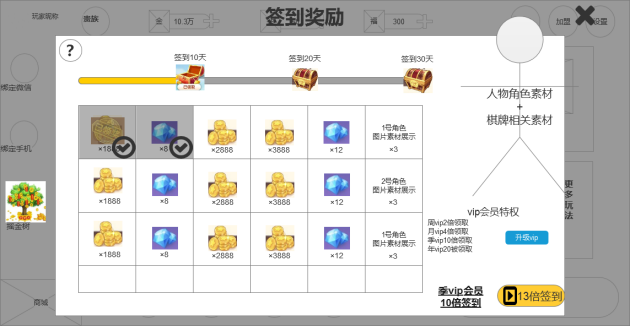 玩家昵称
贵族
金
10.3万
签到奖励
福
300
加盟
设置
?
签到10天
签到20天
签到30天
已领取
绑定微信
绑定手机
摇金树
商城
×1888
×8
×2888
×3888
×12
1号角色
图片素材展示
×3
×1888
×8
×2888
×3888
×12
2号角色
图片素材展示
×3
×1888
×8
×2888
×3888
×12
1号角色
图片素材展示
×3
人物角色素材
+
棋牌相关素材
更多玩法
vip会员特权
周vip2倍领取
月vip4倍领取
季vip10倍领取
年vip20被领取
升级vip
季vip会员
10倍签到
13倍签到